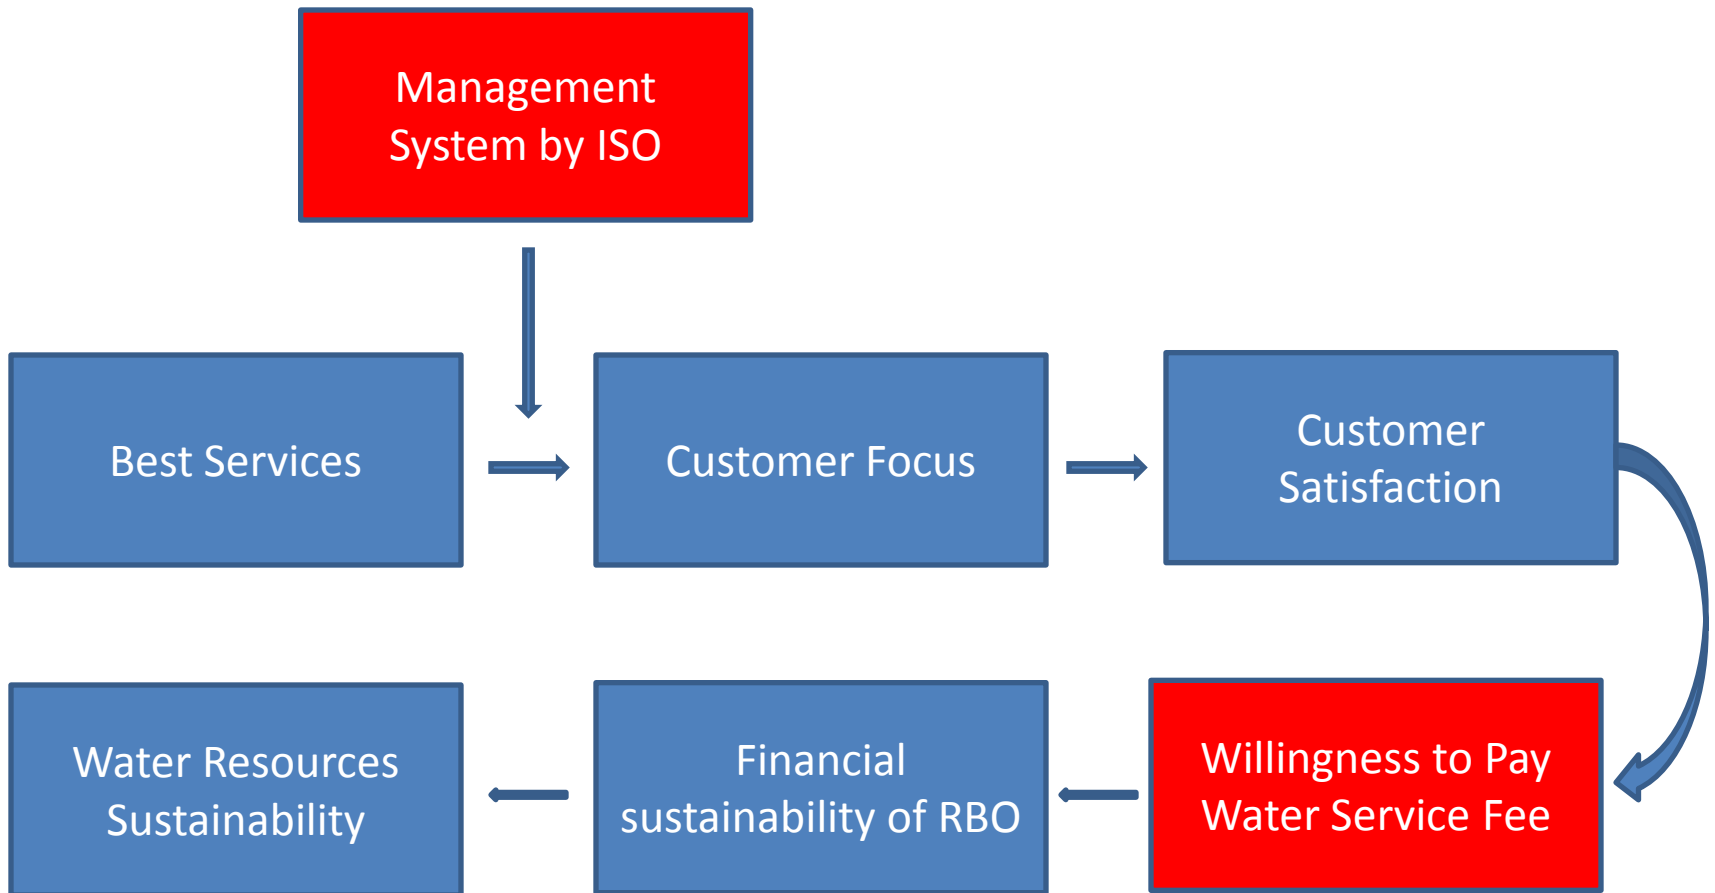 Management
System by ISO
Best Services
Customer Focus
Customer
Satisfaction
Water Resources
Sustainability
Financial
sustainability of RBO
Willingness to Pay
Water Service Fee